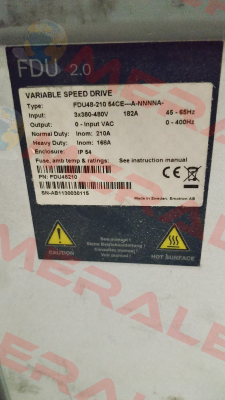 FDU 2.0
VARIABLE SPEED DRIVE
Type: FDU48-210 54CE---A-NNNNA-
Input: 3x380-480V 182A 45 - 65Hz
Output: 0 - Input VAC 0 - 400Hz
Normal Duty: Inom: 210A
Heavy Duty: Inom: 168A
Enclosure: IP 54
Fuse, amb temp & ratings: See instruction manual
PN: FDU48210
SN-AB1130030115
Made in Sweden, Emotron AB
CAUTION
HOT SURFACE